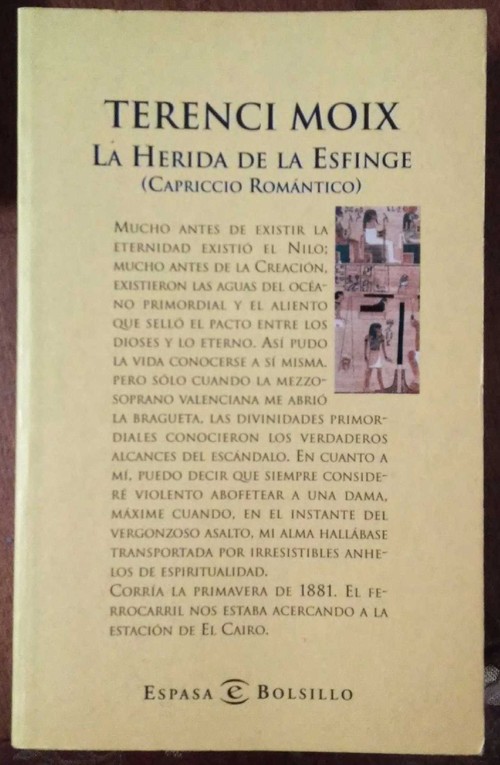 TERENCI MOIX
LA HERIDA DE LA ESFINGE
(CAPRICCIO ROMÁNTICO)
MUCHO ANTES DE EXISTIR LA
ETERNIDAD EXISTIÓ EL NILO;
MUCHO ANTES DE LA CREACIÓN,
EXISTIERON LAS AGUAS DEL OCÉA-
NO PRIMORDIAL Y EL ALIENTO
QUE SELLÓ EL PACTO ENTRE LOS
DIOSES Y LO ETERNO. ASÍ PUDO
LA VIDA CONOCERSE A SÍ MISMA.
PERO SÓLO CUANDO LA MEZZO-
SOPRANO VALENCIANA ME ABRIÓ
LA BRAGUETA, LAS DIVINIDADES PRIMOR-
DIALES CONOCIERON LOS VERDADEROS
ALCANCES DEL ESCÁNDALO. EN CUANTO A
MÍ, PUEDO DECIR QUE SIEMPRE CONSIDE-
RÉ VIOLENTO ABOFETEAR A UNA DAMA,
MÁXIME CUANDO, EN EL INSTANTE DEL
VERGONZOSO ASALTO, MI ALMA HALLÁBASE
TRANSPORTADA POR IRRESISTIBLES ANHE-
LOS DE ESPIRITUALIDAD.
CORRÍA LA PRIMAVERA DE 1881. EL FE-
RROCARRIL NOS ESTABA ACERCANDO A LA
ESTACIÓN DE EL CAIRO.
ESPASA e BOLSILLO